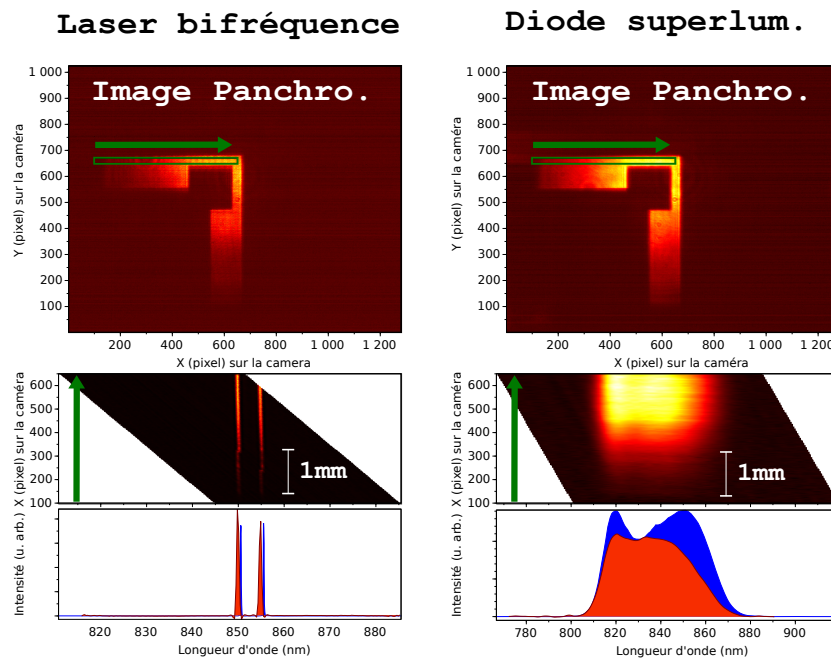 Laser bifréquence
Diode superlum.
Image Panchro.
1 000
900
800
700
600
500
400
300
200
100
Y (pixel) sur la caméra
200 400 600 800 1 000 1 200
X (pixel) sur la camera
Image Panchro.
1 000
900
800
700
600
500
400
300
200
100
Y (pixel) sur la caméra
200 400 600 800 1 000 1 200
X (pixel) sur la caméra
600
500
400
300
200
100
X (pixel) sur la caméra
1mm
600
500
400
300
200
100
X (pixel) sur la caméra
1mm
Intensité (u. arb.)
820 830 840 850 860 870 880
Longueur d'onde (nm)
Intensité (u. arb.)
780 800 820 840 860 880 900
Longueur d'onde (nm)